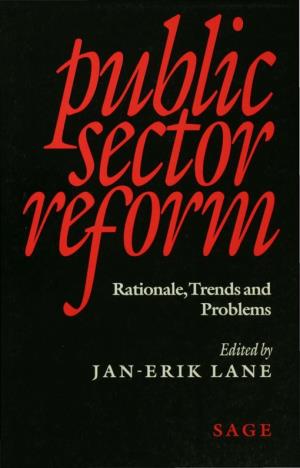 public
sector
reform
Rationale, Trends and
Problems
Edited by
JAN-ERIK LANE
SAGE